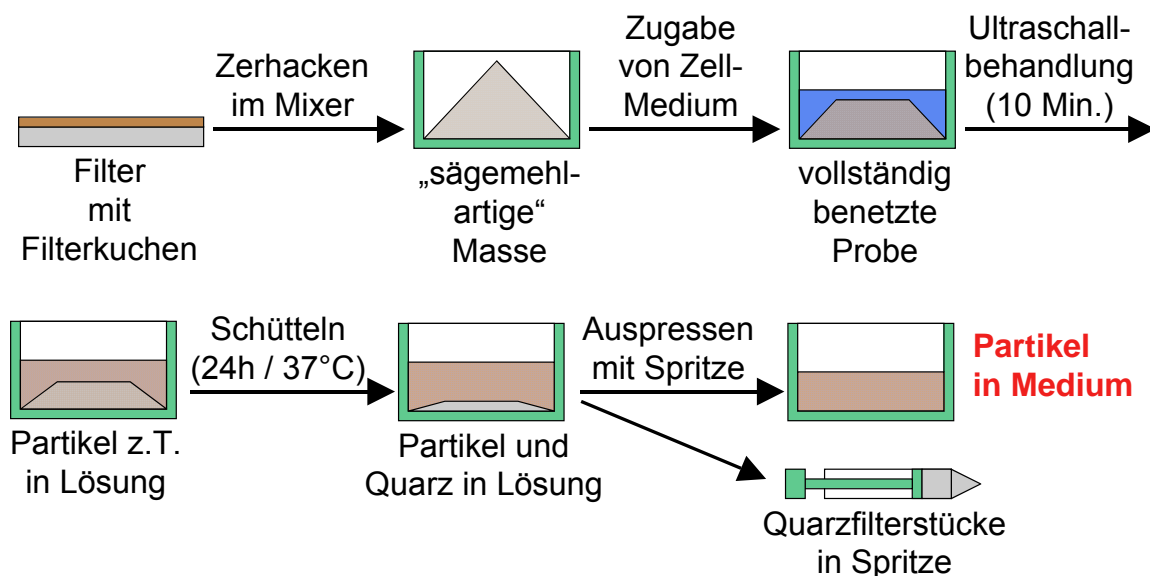 Zerhacken
im Mixer
Zugabe
von Zell-
Medium
Ultraschall-
behandlung
(10 Min.)
Filter
mit
Filterkuchen
„sägemehl-
artige“
Masse
vollständig
benetzte
Probe
Schütteln
(24h / 37°C)
Auspressen
mit Spritze
Partikel
in Medium
Partikel z.T.
in Lösung
Partikel und
Quarz in Lösung
Quarzfilterstücke
in Spritze